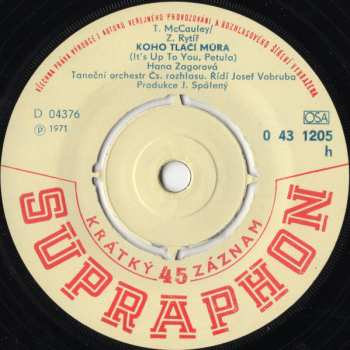 VŠECHNA PRÁVA VÝROBCE I AUTORŮ VEŘEJNÉHO PROVOZOVÁNÍ A ROZHLASOVÉHO ŠÍŘENÍ VYHRAZENA
T. McCauley/
Z. Rytíř
KOHO TLAČÍ MŮRA
(It's Up To You, Petula)
Hana Zagorová
Taneční orchestr Čs. rozhlasu. Řídí Josef Vobruba
Produkce J. Spálený
D 04376
Ⓟ 1971
OSA
0 43 1205
h
KRÁTKÝ 45 ZÁZNAM
SUPRAPHON